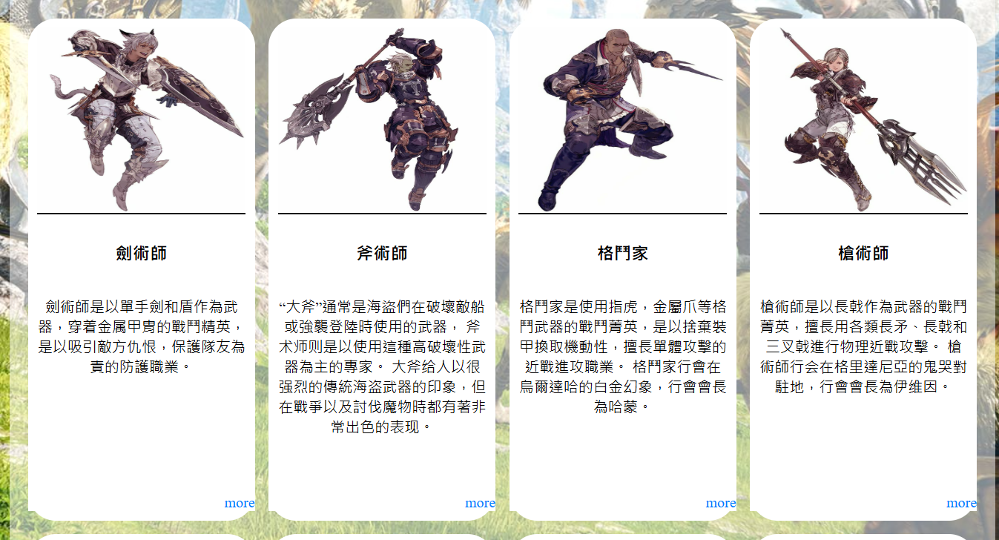 劍術師
劍術師是以單手劍和盾作為武
器，穿着金属甲冑的戰鬥精英，
是以吸引敵方仇恨，保護隊友為
責的防護職業。
more
斧術師
“大斧”通常是海盜們在破壞敵船
或強襲登陸時使用的武器， 斧
术师则是以使用這種高破壞性武
器為主的專家。 大斧给人以很
强烈的傳統海盗武器的印象，但
在戰爭以及討伐魔物時都有著非
常出色的表现。
more
格鬥家
格鬥家是使用指虎，金屬爪等格
鬥武器的戰鬥菁英，是以捨棄裝
甲換取機動性，擅長單體攻擊的
近戰進攻職業。 格鬥家行會在
烏爾達哈的白金幻象，行會會長
為哈蒙。
more
槍術師
槍術師是以長戟作為武器的戰鬥
菁英，擅長用各類長矛、長戟和
三叉戟進行物理近戰攻擊。 槍
術師行会在格里達尼亞的鬼哭對
駐地，行會會長為伊维因。
more